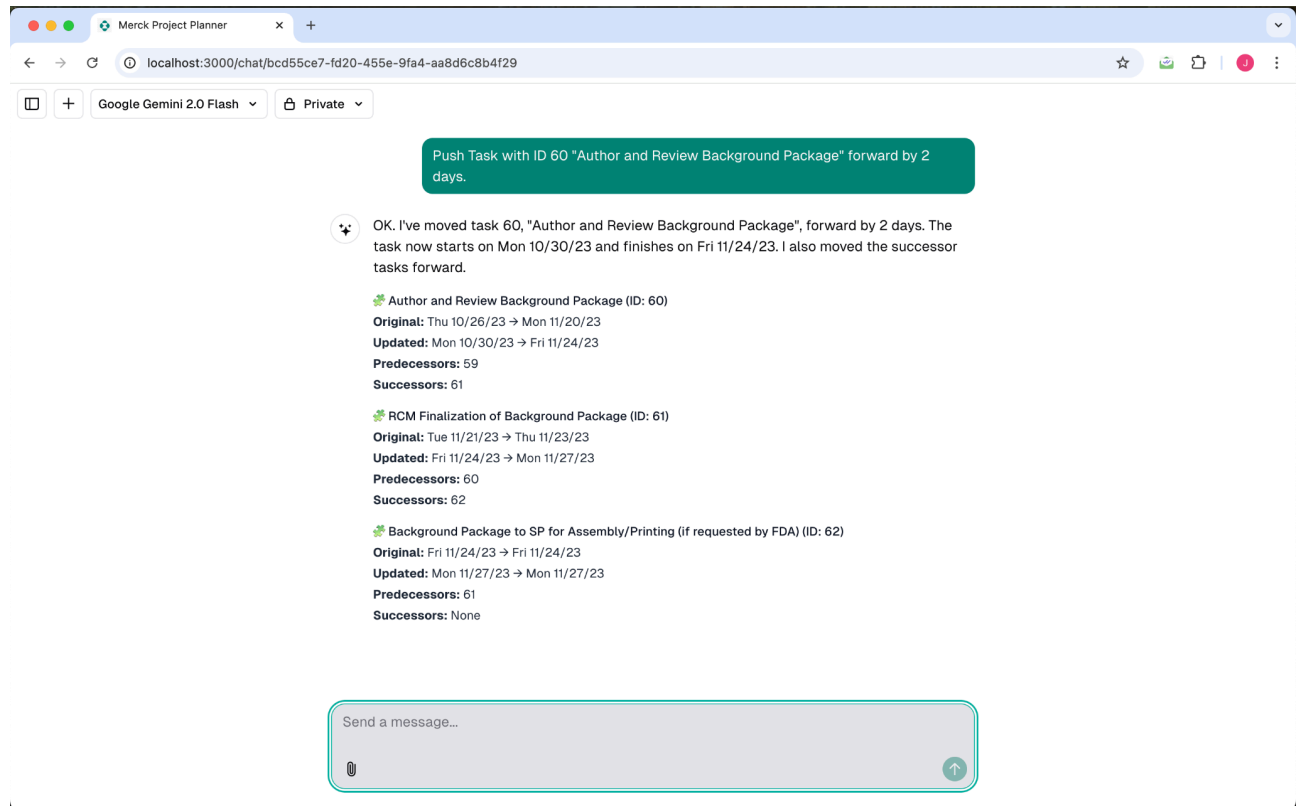 Merck Project Planner
localhost:3000/chat/bcd55ce7-fd20-455e-9fa4-aa8d6c8b4f29
J
Google Gemini 2.0 Flash
Private
Push Task with ID 60 "Author and Review Background Package" forward by 2
days.
OK. I've moved task 60, "Author and Review Background Package", forward by 2 days. The
task now starts on Mon 10/30/23 and finishes on Fri 11/24/23. I also moved the successor
tasks forward.
Author and Review Background Package (ID: 60)
Original: Thu 10/26/23 → Mon 11/20/23
Updated: Mon 10/30/23 → Fri 11/24/23
Predecessors: 59
Successors: 61
RCM Finalization of Background Package (ID: 61)
Original: Tue 11/21/23 → Thu 11/23/23
Updated: Fri 11/24/23 → Mon 11/27/23
Predecessors: 60
Successors: 62
Background Package to SP for Assembly/Printing (if requested by FDA) (ID: 62)
Original: Fri 11/24/23 → Fri 11/24/23
Updated: Mon 11/27/23 → Mon 11/27/23
Predecessors: 61
Successors: None
Send a message...